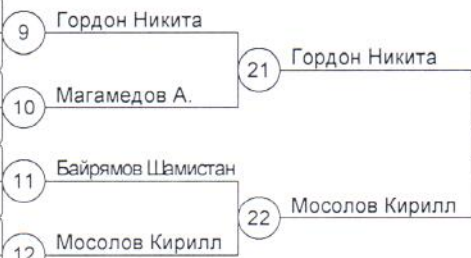 9
Гордон Никита
21
Гордон Никита
10
Магамедов А.
11
Байрямов Шамистан
22
Мосолов Кирилл
12
Мосолов Кирилл